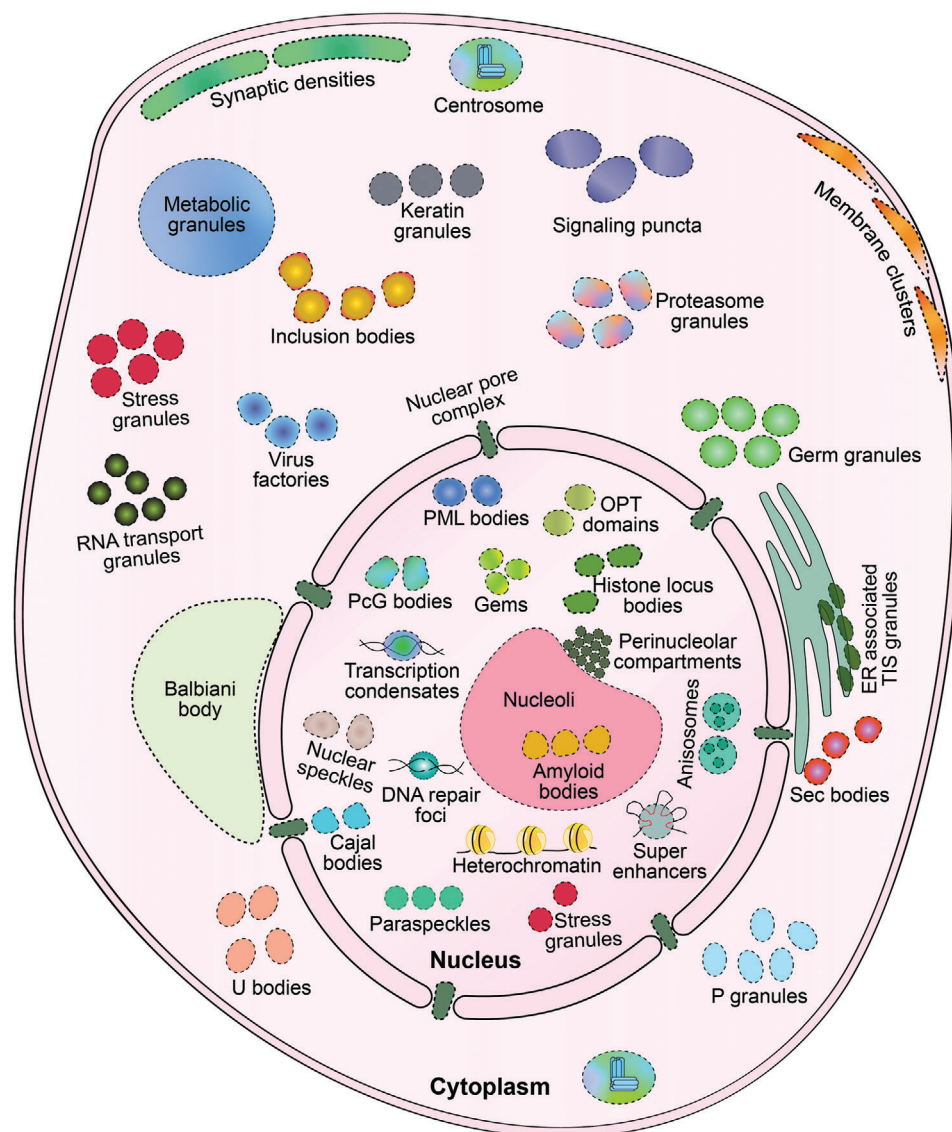 Synaptic densities
Centrosome
Metabolic
granules
Keratin
granules
Signaling puncta
Membrane clusters
Inclusion bodies
Proteasome
granules
Stress
granules
Nuclear pore
complex
Virus
factories
Germ granules
RNA transport
granules
PML bodies
OPT
domains
PcG bodies
Gems
Histone locus
bodies
ER associated
TIS granules
Transcription
condensates
Perinucleolar
compartments
Balbiani
body
Nucleoli
Nuclear
speckles
Anisosomes
Amyloid
bodies
DNA repair
foci
Sec bodies
Cajal
bodies
Heterochromatin
Super
enhancers
Paraspeckles
Stress
granules
Nucleus
U bodies
P granules
Cytoplasm